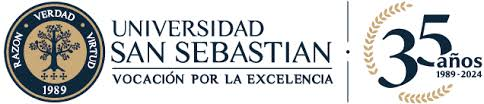 RAZON · VERDAD · VIRTUD
1989
UNIVERSIDAD
SAN SEBASTIAN
VOCACIÓN POR LA EXCELENCIA
35
años
1989-2024